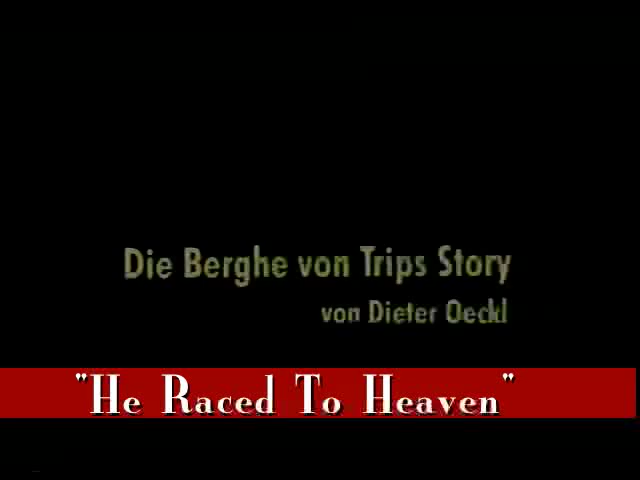 Die Berghe von Trips Story
von Dieter Oeckl
"He Raced To Heaven"